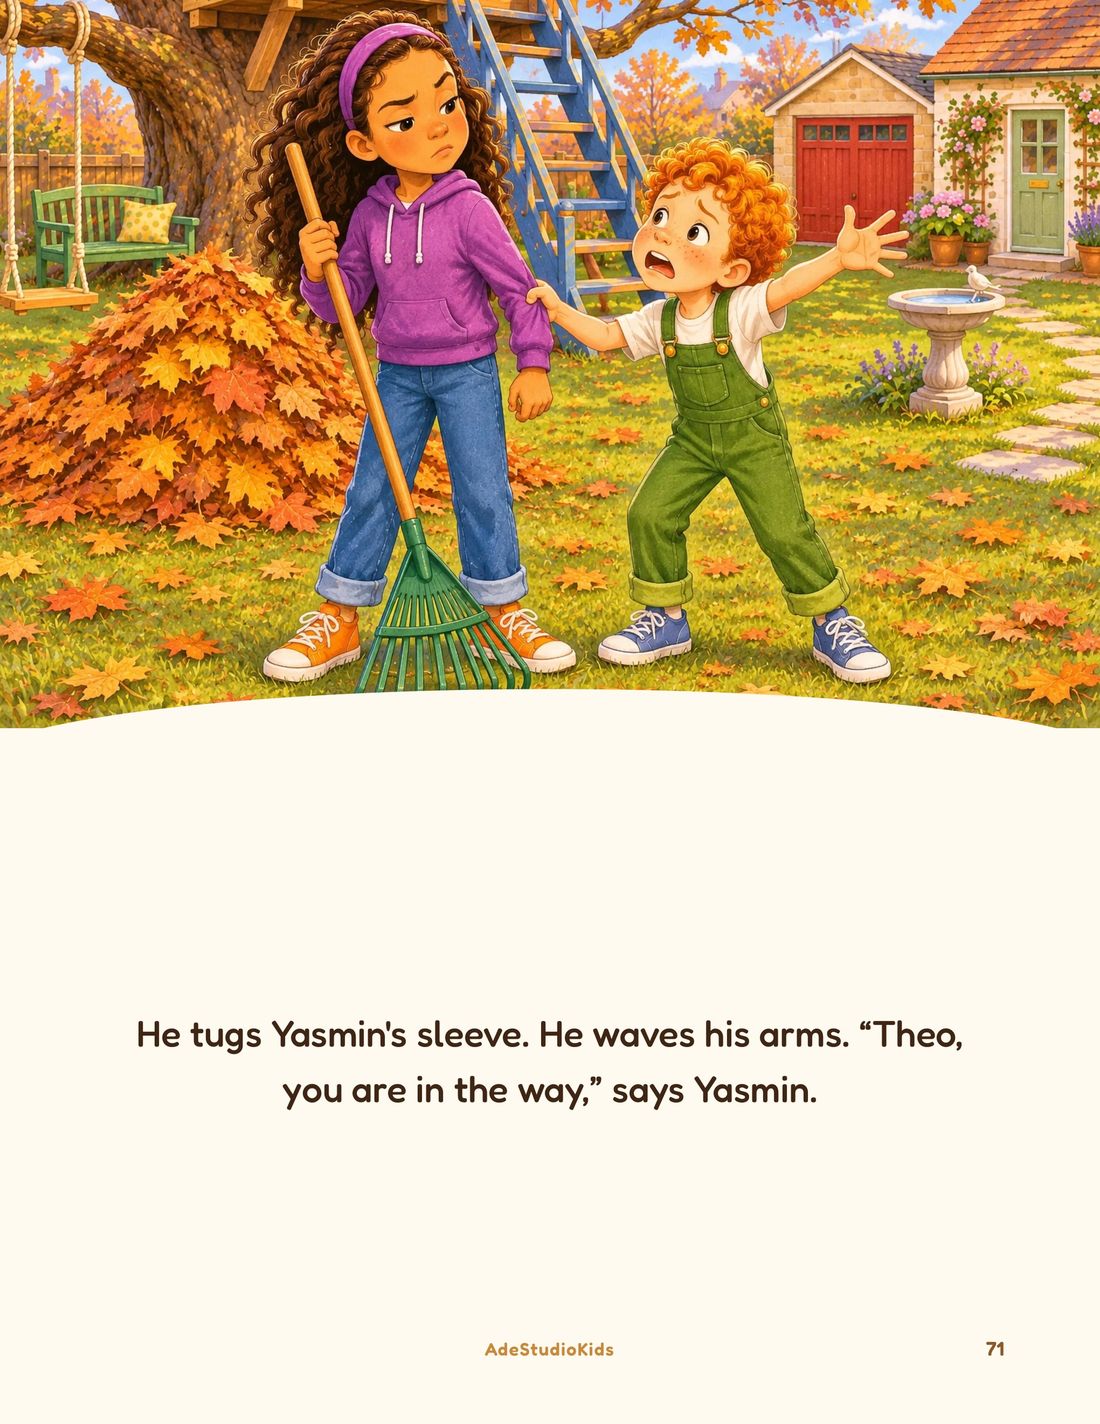 He tugs Yasmin's sleeve. He waves his arms. “Theo,
you are in the way,” says Yasmin.
AdeStudioKids
71